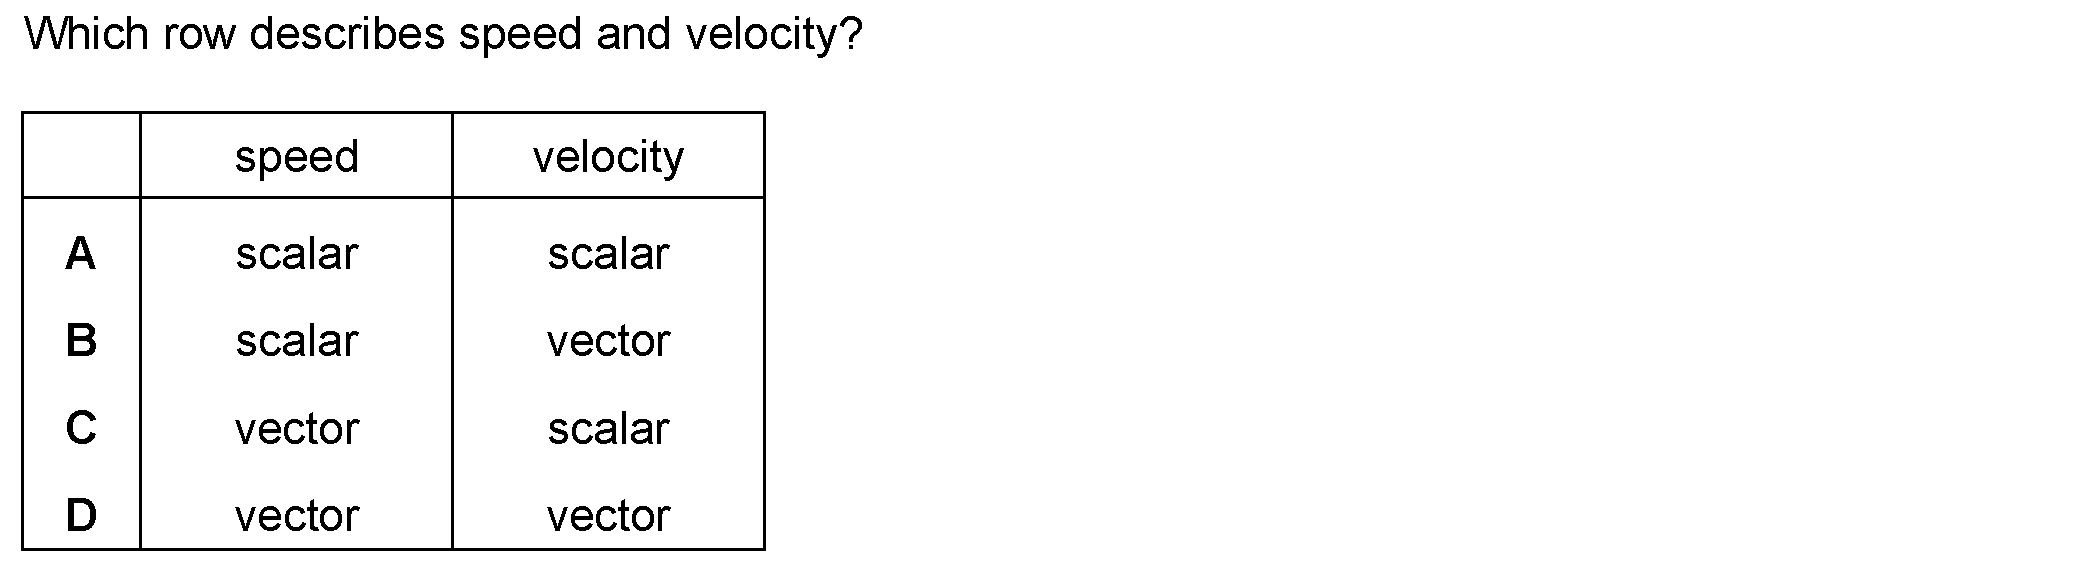 Which row describes speed and velocity?
speed velocity
A scalar scalar
B scalar vector
C vector scalar
D vector vector